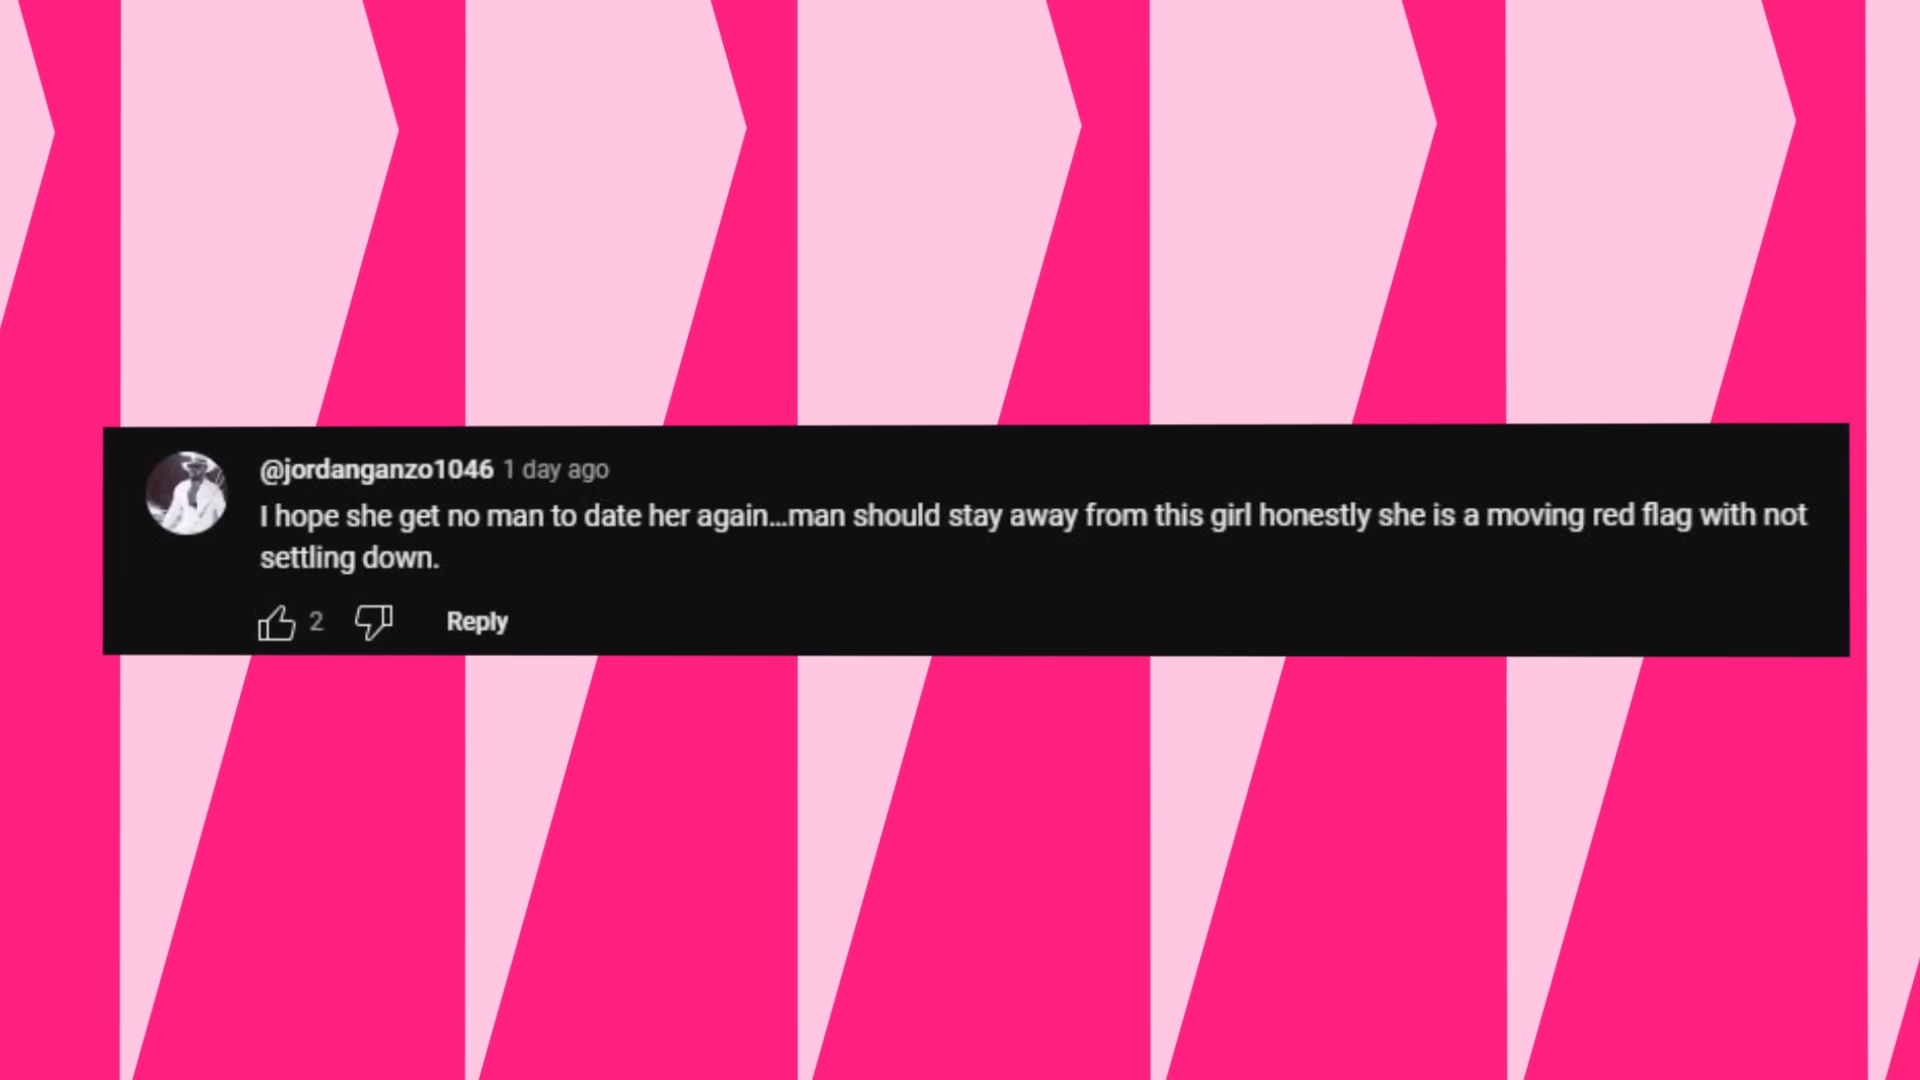 @jordanganzo1046 1 day ago
I hope she get no man to date her again...man should stay away from this girl honestly she is a moving red flag with not
settling down.
2 Reply